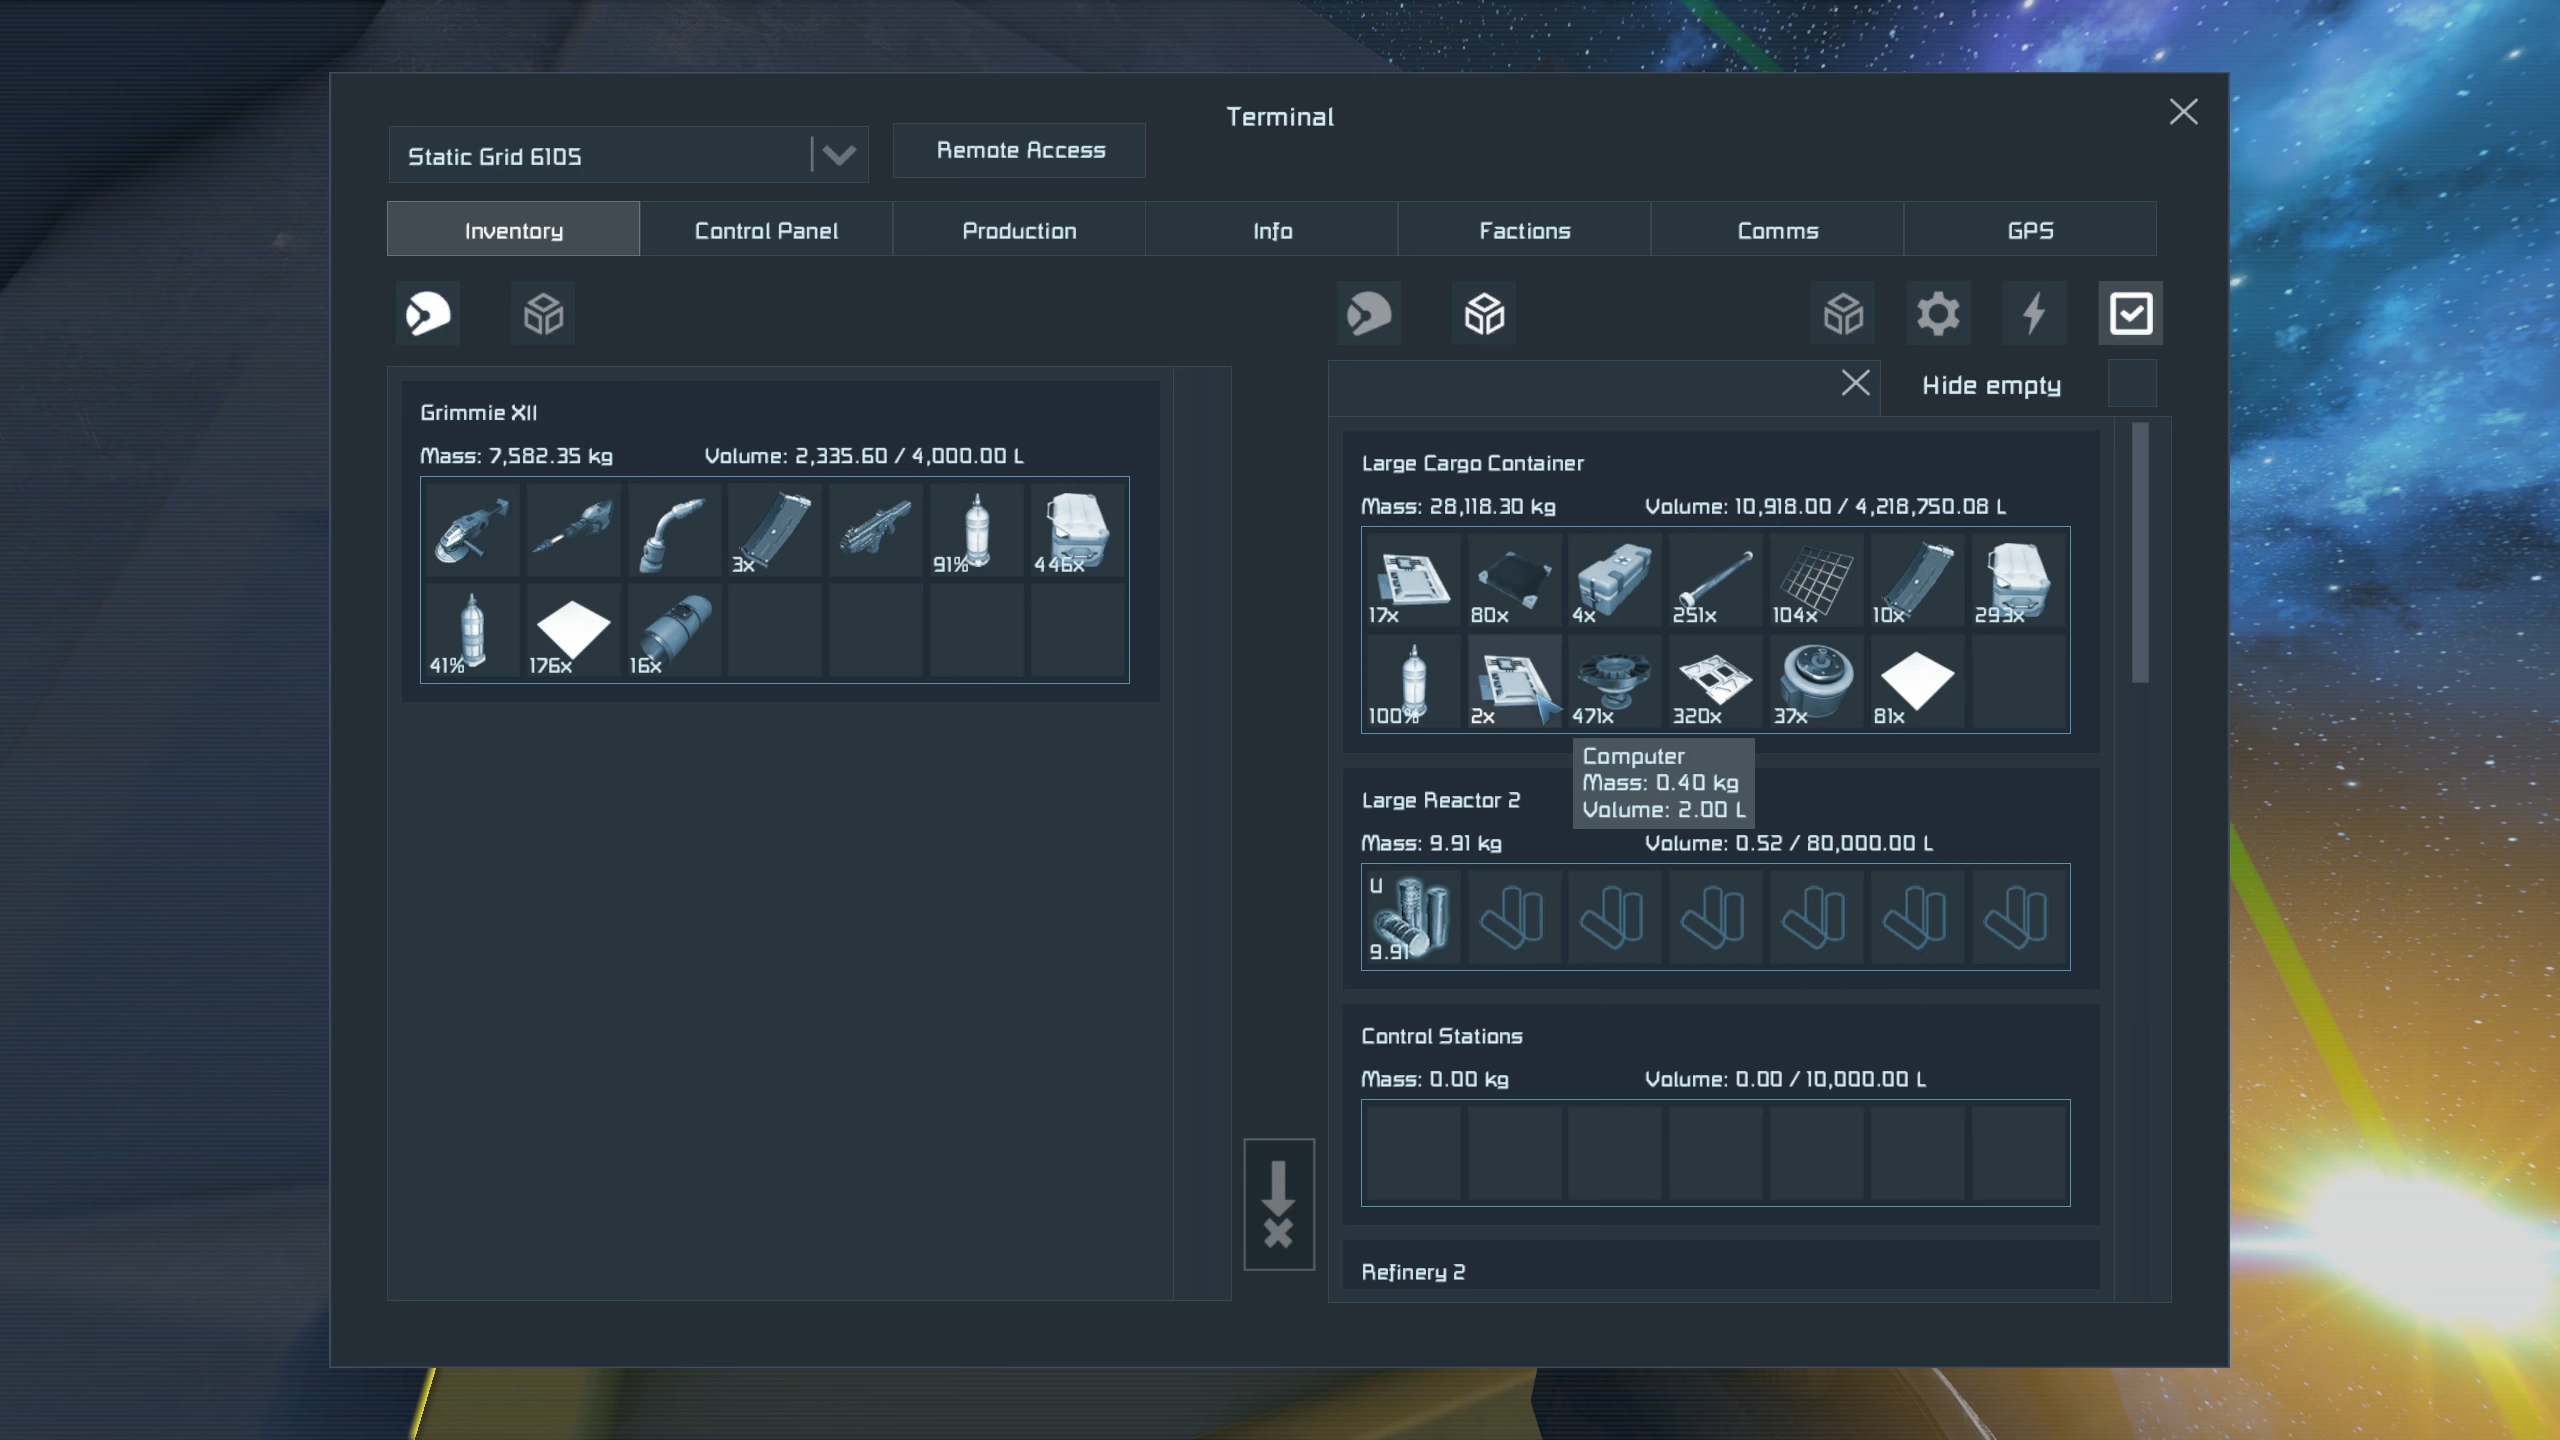 Terminal
Static Grid 6105
Remote Access
Inventory
Control Panel
Production
Info
Factions
Comms
GPS
Grimmie XII
Mass: 7,582.35 kg
Volume: 2,335.60 / 4,000.00 L
3x
91%
446x
41%
176x
16x
Hide empty
Large Cargo Container
Mass: 28,118.30 kg
Volume: 10,918.00 / 4,218,750.08 L
17x
80x
4x
251x
104x
10x
293x
100%
2x
471x
320x
37x
81x
Computer
Mass: 0.40 kg
Volume: 2.00 L
Large Reactor 2
Mass: 9.91 kg
Volume: 0.52 / 80,000.00 L
U
9.91
Control Stations
Mass: 0.00 kg
Volume: 0.00 / 10,000.00 L
Refinery 2